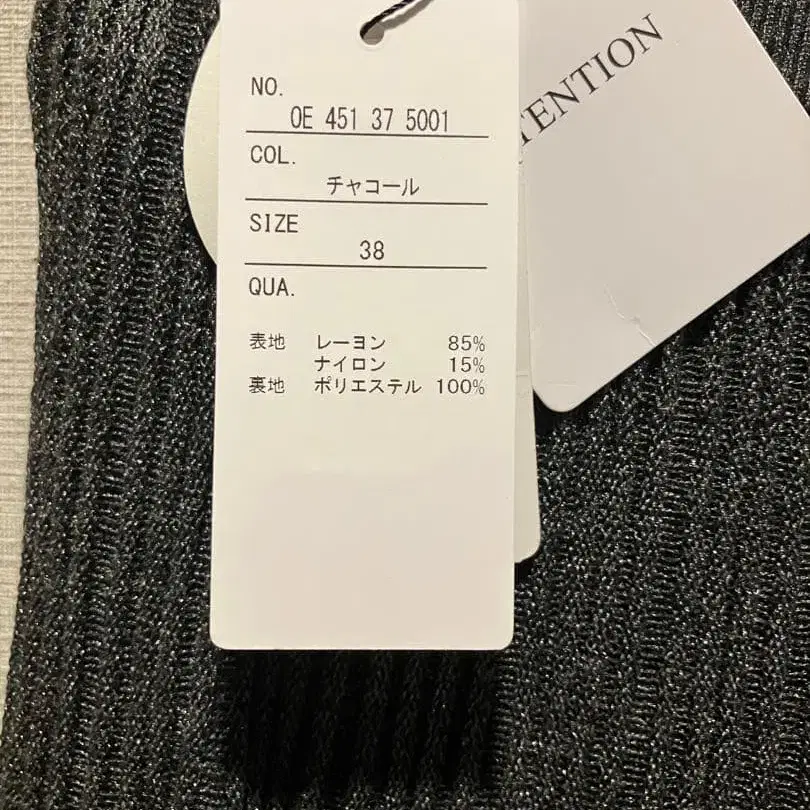 NO.
OE 451 37 5001
COL.
チャコール
SIZE
38
QUA.
表地 レーヨン 85%
ナイロン 15%
裏地 ポリエステル 100%
TENTION